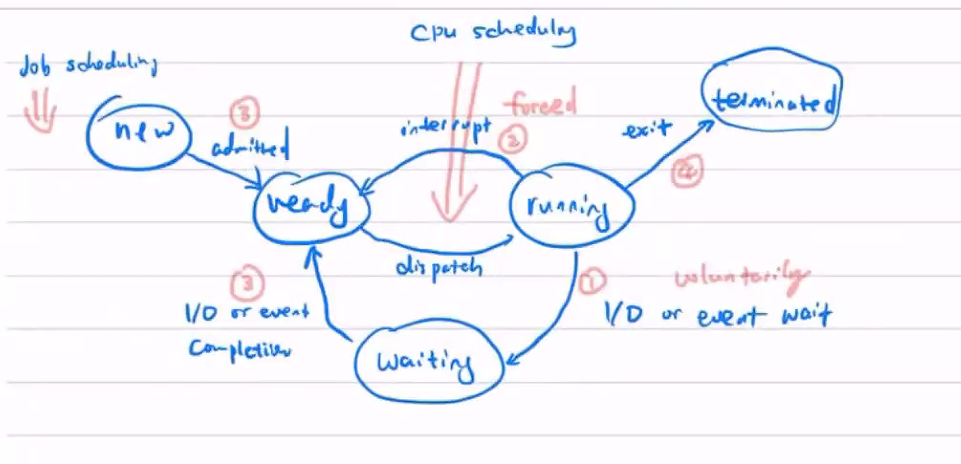 CPU scheduling
Job scheduling
new
③
admitted
forced
interrupt
②
exit
④
terminated
ready
running
dispatch
③
I/O or event
Completion
①
voluntarily
I/O or event wait
waiting